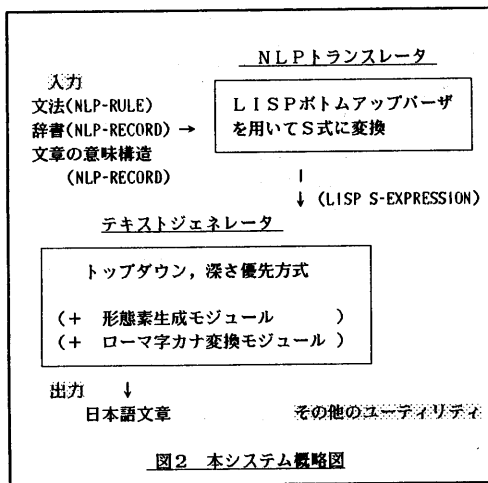 NLPトランスレータ
入力
文法(NLP-RULE)
辞書(NLP-RECORD) →
文章の意味構造
(NLP-RECORD)
LISPボトムアップパーザ
を用いてS式に変換
↓ (LISP S-EXPRESSION)
テキストジェネレータ
トップダウン，深さ優先方式
(+ 形態素生成モジュール )
(+ ローマ字カナ変換モジュール )
出力 ↓
日本語文章 その他のユーティリティ
図2 本システム概略図